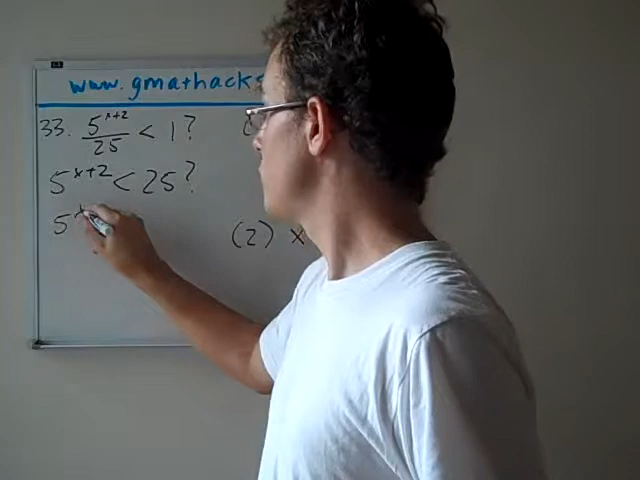 www.gmathacks
33. 5^(x+2)/25 < 1?
5^(x+2) < 25?
5^x
(2) x